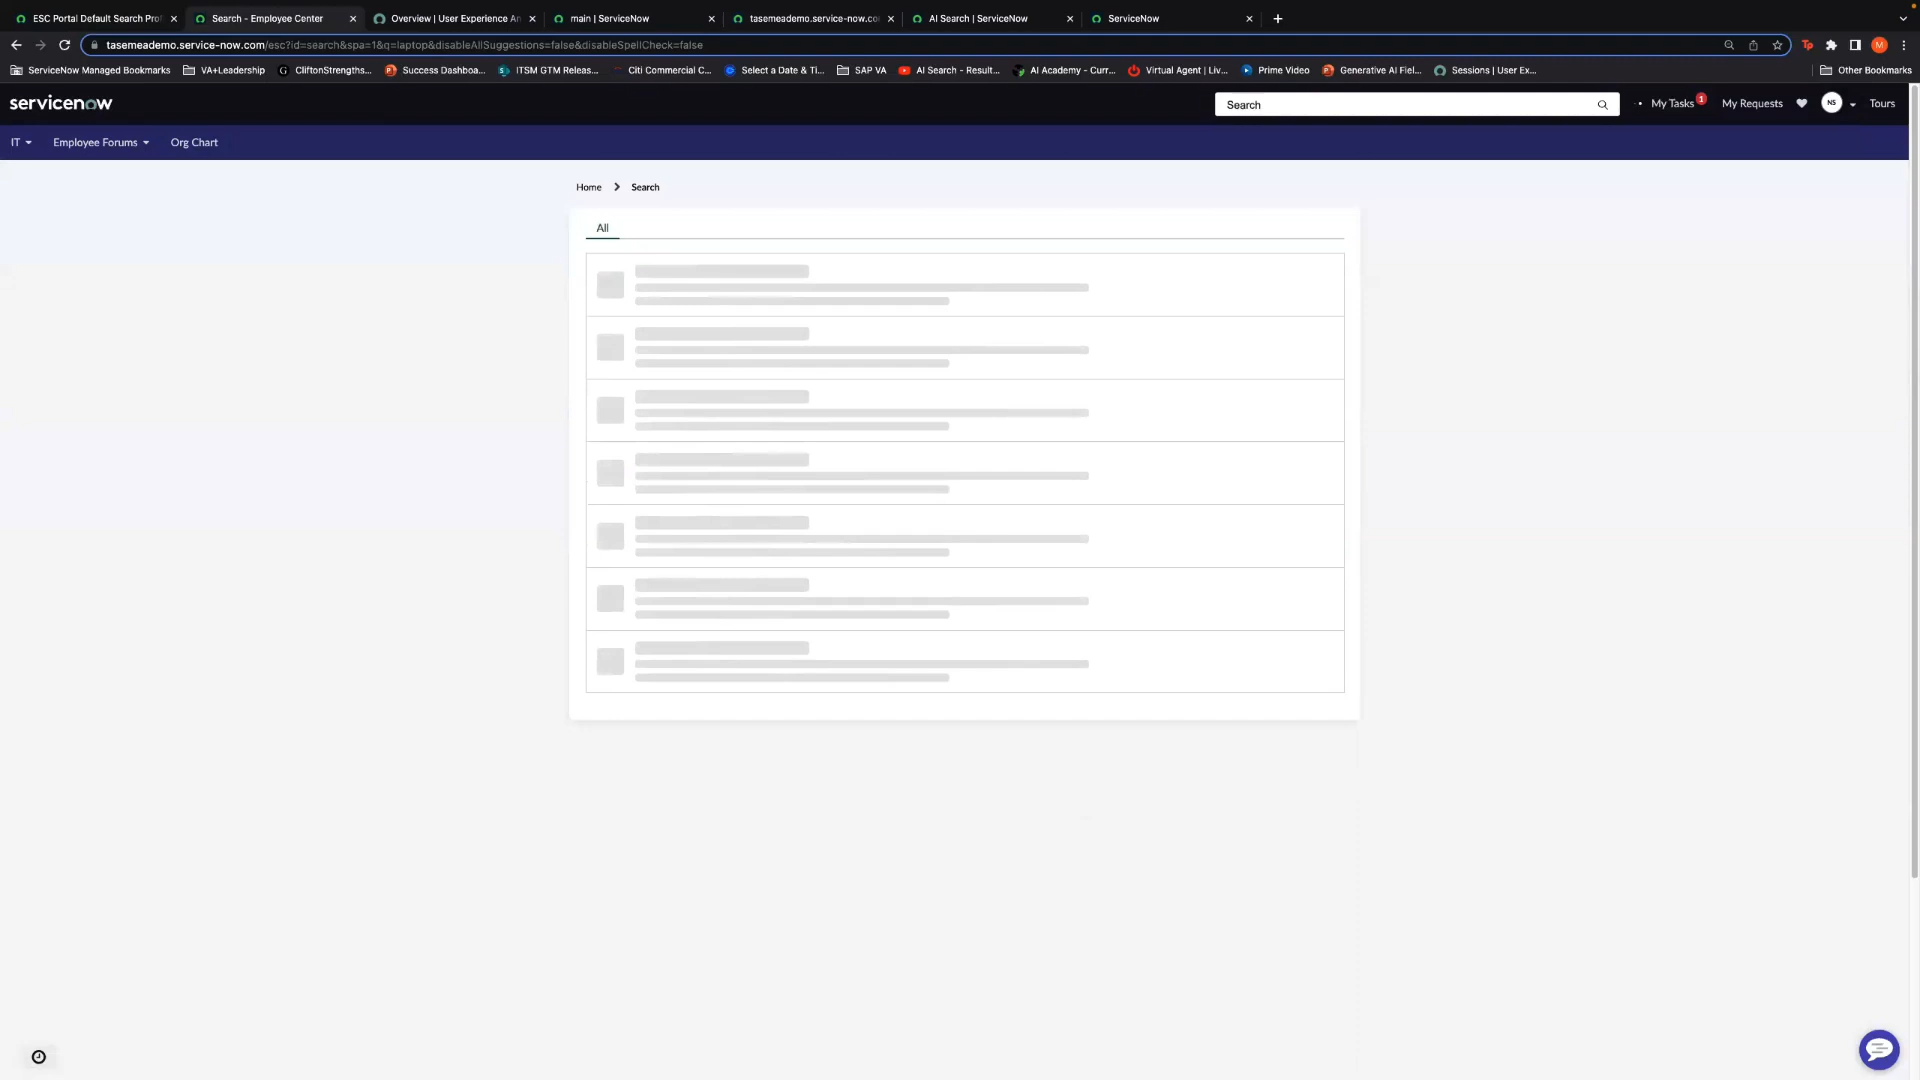 ESC Portal Default Search Prof
Search - Employee Center
Overview | User Experience An
main | ServiceNow
tasemeademo.service-now.co
AI Search | ServiceNow
ServiceNow
tasemeademo.service-now.com/esc?id=search&spa=1&q=laptop&disableAllSuggestions=false&disableSpellCheck=false
ServiceNow Managed Bookmarks
VA+Leadership
CliftonStrengths...
Success Dashboa...
ITSM GTM Releas...
Citi Commercial C...
Select a Date & Ti...
SAP VA
AI Search - Result...
AI Academy - Curr...
Virtual Agent | Liv...
Prime Video
Generative AI Fiel...
Sessions | User Ex...
Other Bookmarks
servicenow
Search
My Tasks 1
My Requests
NS
Tours
IT
Employee Forums
Org Chart
Home > Search
All